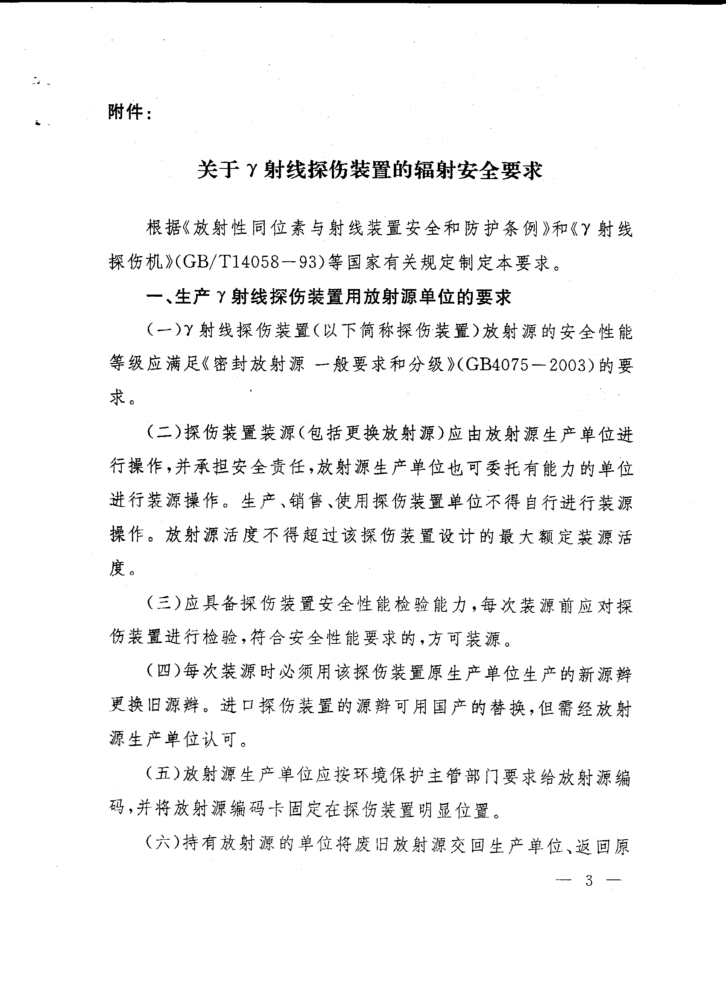 附件：
关于γ射线探伤装置的辐射安全要求
根据《放射性同位素与射线装置安全和防护条例》和《γ射线
探伤机》(GB/T14058－93)等国家有关规定制定本要求。
一、生产γ射线探伤装置用放射源单位的要求
(一)γ射线探伤装置(以下简称探伤装置)放射源的安全性能
等级应满足《密封放射源 一般要求和分级》(GB4075－2003)的要
求。
(二)探伤装置装源(包括更换放射源)应由放射源生产单位进
行操作，并承担安全责任，放射源生产单位也可委托有能力的单位
进行装源操作。生产、销售、使用探伤装置单位不得自行进行装源
操作。放射源活度不得超过该探伤装置设计的最大额定装源活
度。
(三)应具备探伤装置安全性能检验能力，每次装源前应对探
伤装置进行检验，符合安全性能要求的，方可装源。
(四)每次装源时必须用该探伤装置原生产单位生产的新源辫
更换旧源辫。进口探伤装置的源辫可用国产的替换，但需经放射
源生产单位认可。
(五)放射源生产单位应按环境保护主管部门要求给放射源编
码，并将放射源编码卡固定在探伤装置明显位置。
(六)持有放射源的单位将废旧放射源交回生产单位、返回原
— 3 —